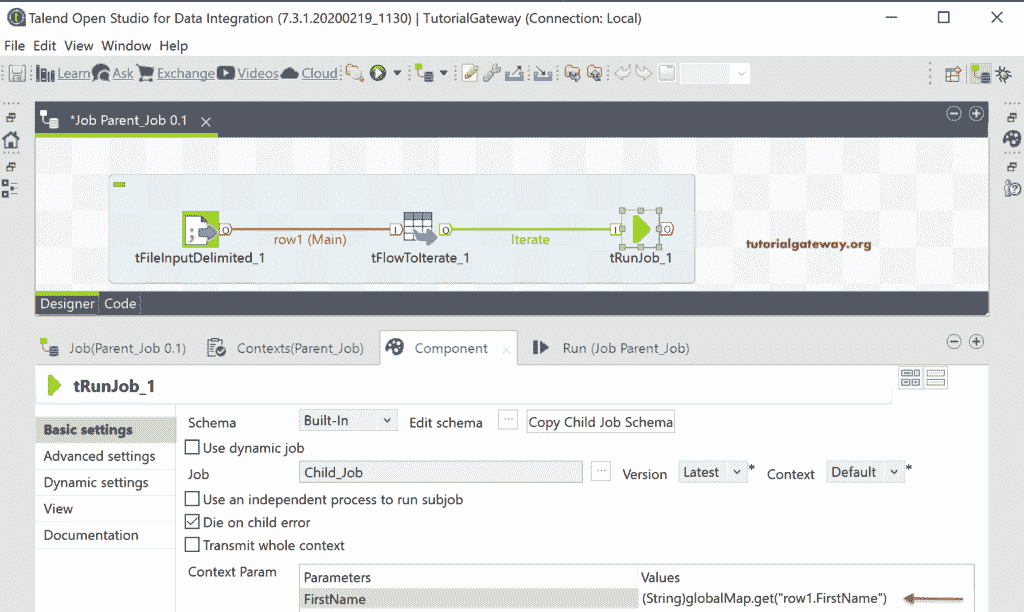 Talend Open Studio for Data Integration (7.3.1.20200219_1130) | TutorialGateway (Connection: Local)
File Edit View Window Help
Learn Ask Exchange Videos Cloud
*Job Parent_Job 0.1
row1 (Main)
Iterate
tutorialgateway.org
tFileInputDelimited_1 tFlowToIterate_1 tRunJob_1
Designer Code
Job(Parent_Job 0.1) Contexts(Parent_Job) Component Run (Job Parent_Job)
tRunJob_1
Basic settings
Advanced settings
Dynamic settings
View
Documentation
Schema Built-In Edit schema ... Copy Child Job Schema
Use dynamic job
Job Child_Job ... Version Latest * Context Default *
Use an independent process to run subjob
Die on child error
Transmit whole context
Context Param Parameters Values
FirstName (String)globalMap.get("row1.FirstName")